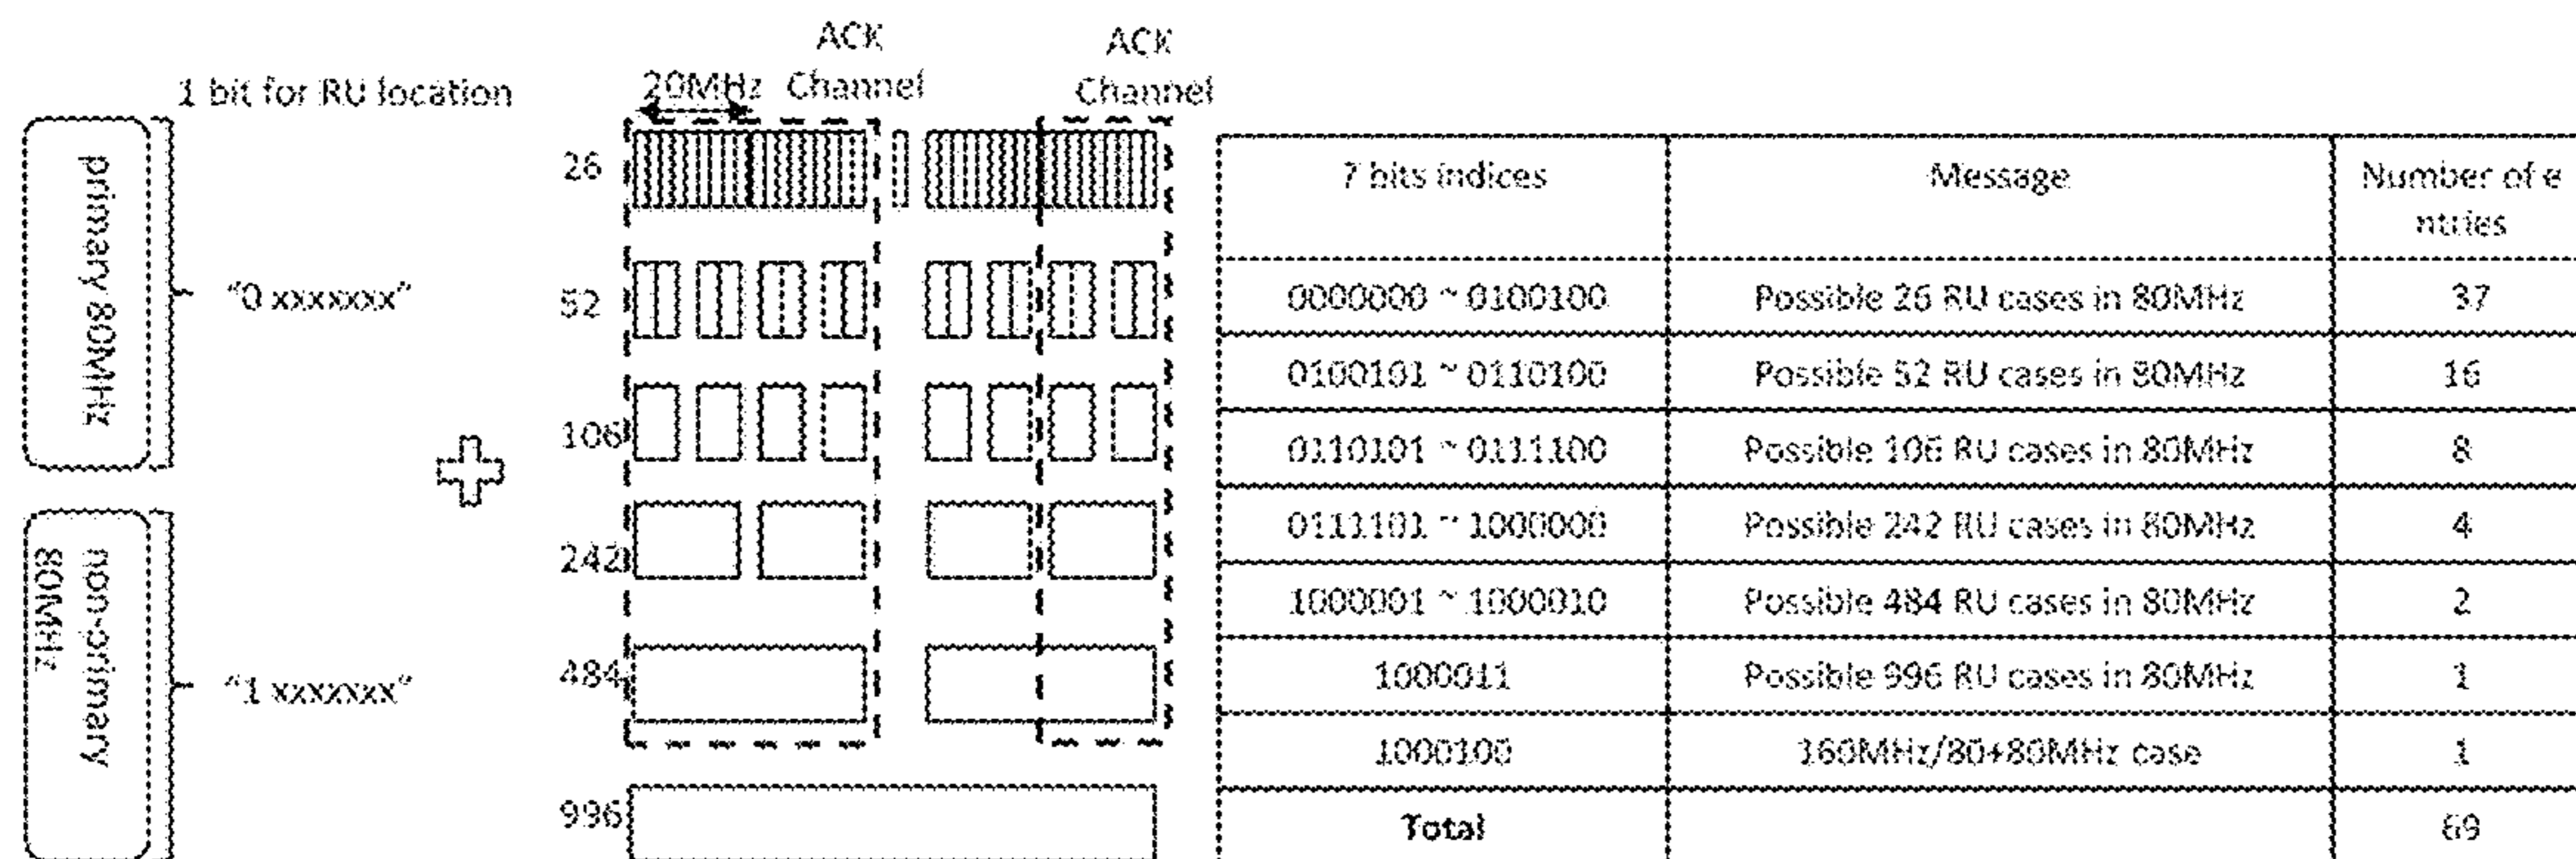 1 bit for RU location
primary 80MHz
"0 xxxxxxx"
non-primary
80MHz
"1 xxxxxxx"
20MHz
ACK
Channel
ACK
Channel
26
52
106
242
484
996
7 bits indices	Message	Number of e
ntries
0000000 ~ 0100100	Possible 26 RU cases in 80MHz	37
0100101 ~ 0110100	Possible 52 RU cases in 80MHz	16
0110101 ~ 0111100	Possible 106 RU cases in 80MHz	8
0111101 ~ 1000000	Possible 242 RU cases in 80MHz	4
1000001 ~ 1000010	Possible 484 RU cases in 80MHz	2
1000011	Possible 996 RU cases in 80MHz	1
1000100	160MHz/80+80MHz case	1
Total	69